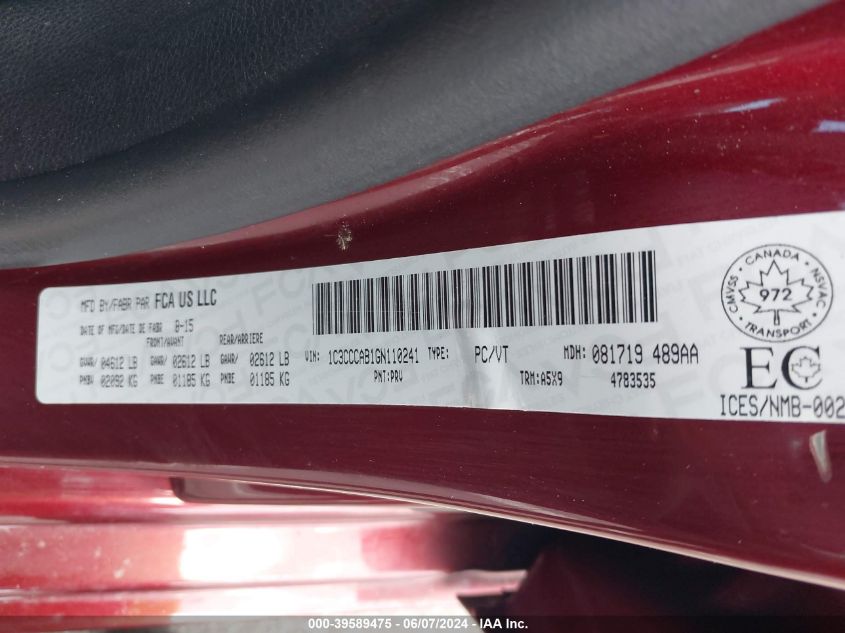 MFD BY/FABR PAR FCA US LLC
DATE OF MFG/DATE DE FABR 8-15
FRONT/AVANT REAR/ARRIERE
GVWR/ 04612 LB GAWR/ 02612 LB GAWR/ 02612 LB
PNBV 02092 KG PNBE 01185 KG PNBE 01185 KG
VIN: 1C3CCCAB1GN110241 TYPE: PC/VT MDH: 081719 489AA
PNT:PRV TRM:A5X9 4783535
CMVSS • CANADA • NSVAC
972
TRANSPORT
EC
ICES/NMB-002
000-39589475 - 06/07/2024 - IAA Inc.